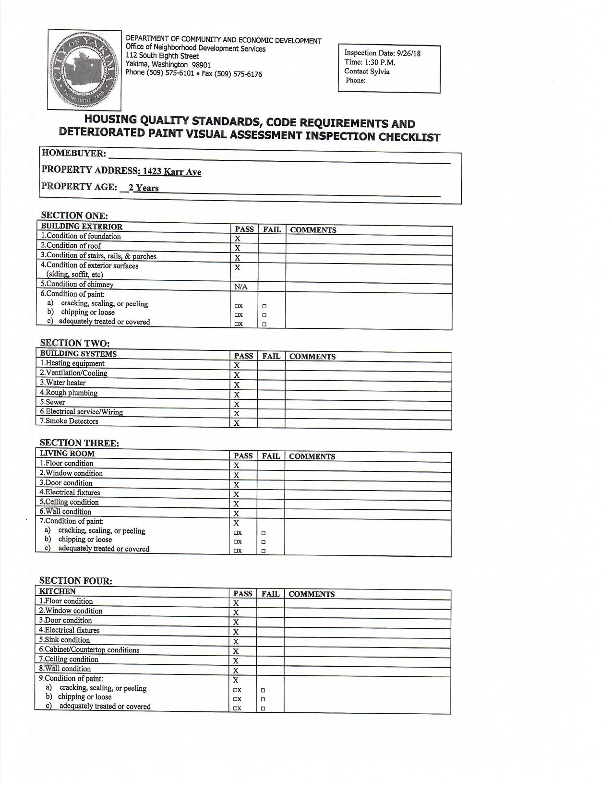 CITY OF YAKIMA
DEPARTMENT OF COMMUNITY AND ECONOMIC DEVELOPMENT
Office of Neighborhood Development Services
112 South Eighth Street
Yakima, Washington 98901
Phone (509) 575-6101 • Fax (509) 575-6176
Inspection Date: 9/26/18
Time: 1:30 P.M.
Contact Sylvia
Phone:
HOUSING QUALITY STANDARDS, CODE REQUIREMENTS AND
DETERIORATED PAINT VISUAL ASSESSMENT INSPECTION CHECKLIST
HOMEBUYER:
PROPERTY ADDRESS: 1423 Karr Ave
PROPERTY AGE: 2 Years
SECTION ONE:
BUILDING EXTERIOR PASS FAIL COMMENTS
1.Condition of foundation X
2.Condition of roof X
3.Condition of stairs, rails, & porches X
4.Condition of exterior surfaces X
(siding, soffit, etc)
5.Condition of chimney N/A
6.Condition of paint:
a) cracking, scaling, or peeling □X □
b) chipping or loose □X □
c) adequately treated or covered □X □
SECTION TWO:
BUILDING SYSTEMS PASS FAIL COMMENTS
1.Heating equipment X
2.Ventilation/Cooling X
3.Water heater X
4.Rough plumbing X
5.Sewer X
6.Electrical service/Wiring X
7.Smoke Detectors X
SECTION THREE:
LIVING ROOM PASS FAIL COMMENTS
1.Floor condition X
2.Window condition X
3.Door condition X
4.Electrical fixtures X
5.Ceiling condition X
6.Wall condition X
7.Condition of paint: X
a) cracking, scaling, or peeling □X □
b) chipping or loose □X □
c) adequately treated or covered □X □
SECTION FOUR:
KITCHEN PASS FAIL COMMENTS
1.Floor condition X
2.Window condition X
3.Door condition X
4.Electrical fixtures X
5.Sink condition X
6.Cabinet/Countertop conditions X
7.Ceiling condition X
8.Wall condition X
9.Condition of paint: X
a) cracking, scaling, or peeling □X □
b) chipping or loose □X □
c) adequately treated or covered □X □